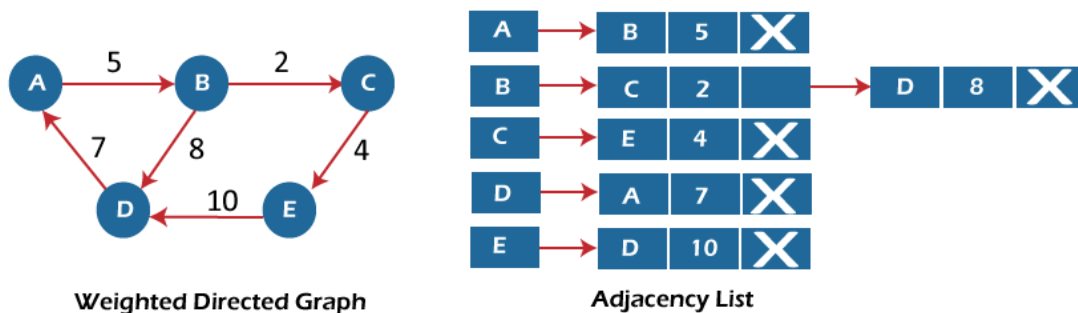 5
2
A
B
C
7
8
4
D
10
E
Weighted Directed Graph
A B 5 X
B C 2 D 8 X
C E 4 X
D A 7 X
E D 10 X
Adjacency List